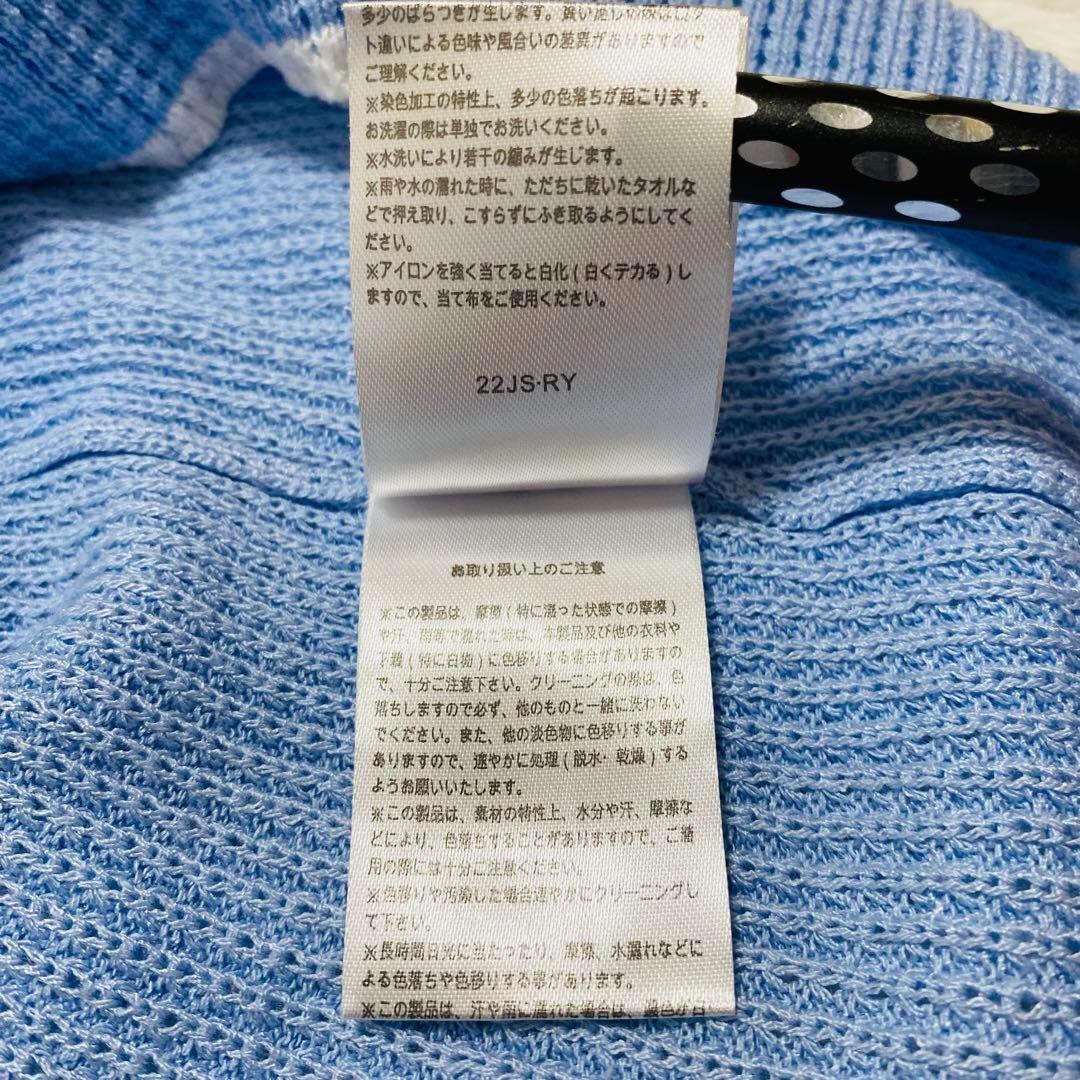 多少のばらつきが生じます。
ト違いによる色味や風合いの差異がありますので
ご理解ください。
※染色加工の特性上、多少の色落ちが起こります。
お洗濯の際は単独でお洗いください。
※水洗いにより若干の縮みが生じます。
※雨や水の濡れた時に、ただちに乾いたタオルな
どで押え取り、こすらずにふき取るようにしてく
ださい。
※アイロンを強く当てると白化(白くテカる)し
ますので、当て布をご使用ください。
22JS·RY
お取り扱い上のご注意
※この製品は、摩擦(特に湿った状態での摩擦)
や汗、雨等で濡れた際は、本製品及び他の衣料や
下着(特に白物)に色移りする場合がありますの
で、十分ご注意下さい。クリーニングの際は、色
落ちしますので必ず、他のものと一緒に洗わない
でください。また、他の淡色物に色移りする事が
ありますので、速やかに処理(脱水・乾燥)する
ようお願いいたします。
※この製品は、素材の特性上、水分や汗、摩擦な
どにより、色落ちすることがありますので、ご着
用の際には十分ご注意ください。
※色移りや汚染した場合速やかにクリーニングし
て下さい。
※長時間日光に当たったり、摩擦、水濡れなどに
よる色落ちや色移りする事があります。
※この製品は、汗や雨に濡れた場合は、濃色が白